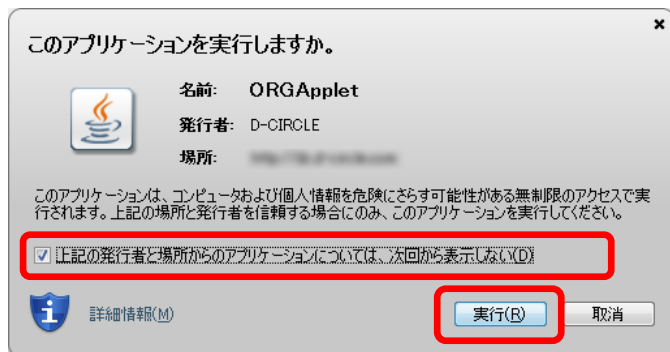 このアプリケーションを実行しますか。
名前: ORGApplet
発行者: D-CIRCLE
場所:
このアプリケーションは、コンピュータおよび個人情報を危険にさらす可能性がある無制限のアクセスで実
行されます。上記の場所と発行者を信頼する場合にのみ、このアプリケーションを実行してください。
上記の発行者と場所からのアプリケーションについては、次回から表示しない(D)
詳細情報(M)
実行(R) 取消